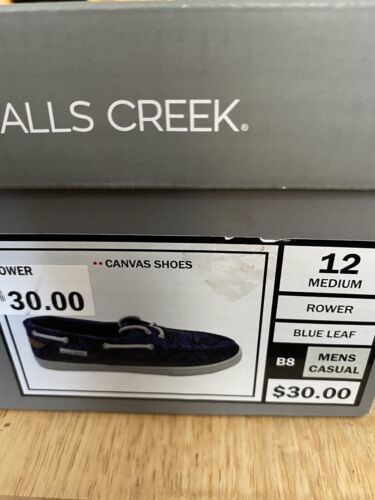 ALLS CREEK®
OWER
30.00
CANVAS SHOES
12
MEDIUM
ROWER
BLUE LEAF
B8
MENS
CASUAL
$30.00